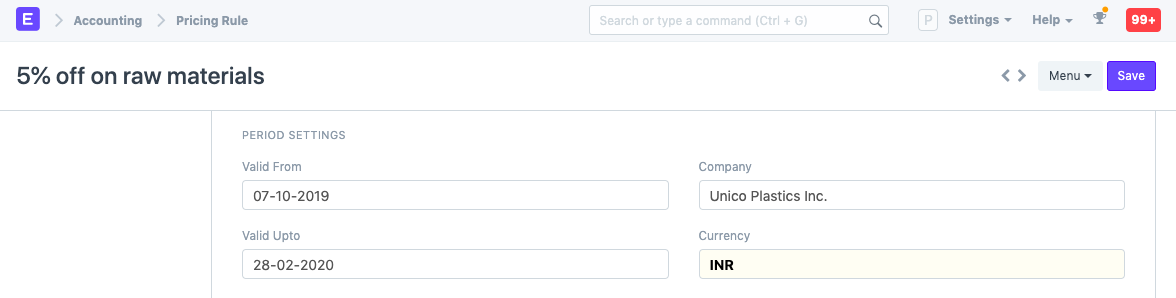 E Accounting Pricing Rule Search or type a command (Ctrl + G) P Settings Help 99+
5% off on raw materials Menu Save
PERIOD SETTINGS
Valid From Company
07-10-2019 Unico Plastics Inc.
Valid Upto Currency
28-02-2020 INR